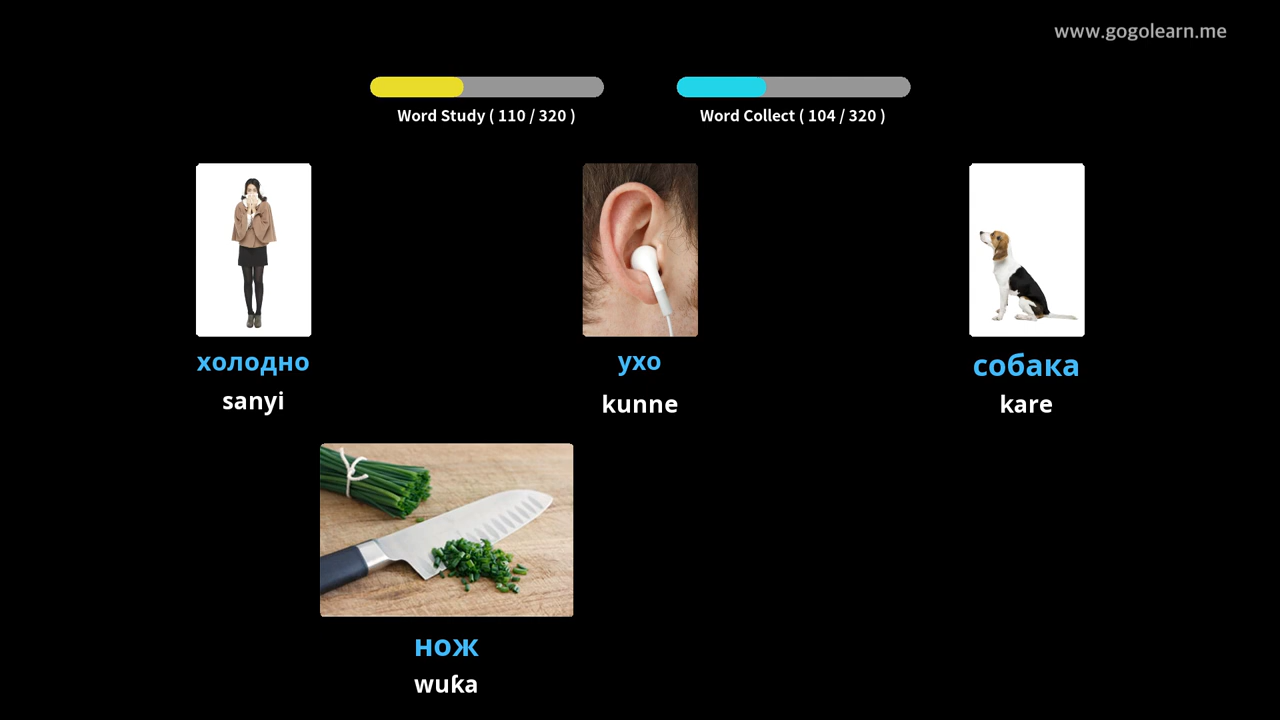 www.gogolearn.me
Word Study ( 110 / 320 )
Word Collect ( 104 / 320 )
холодно
sanyi
ухо
kunne
собака
kare
нож
wuƙa